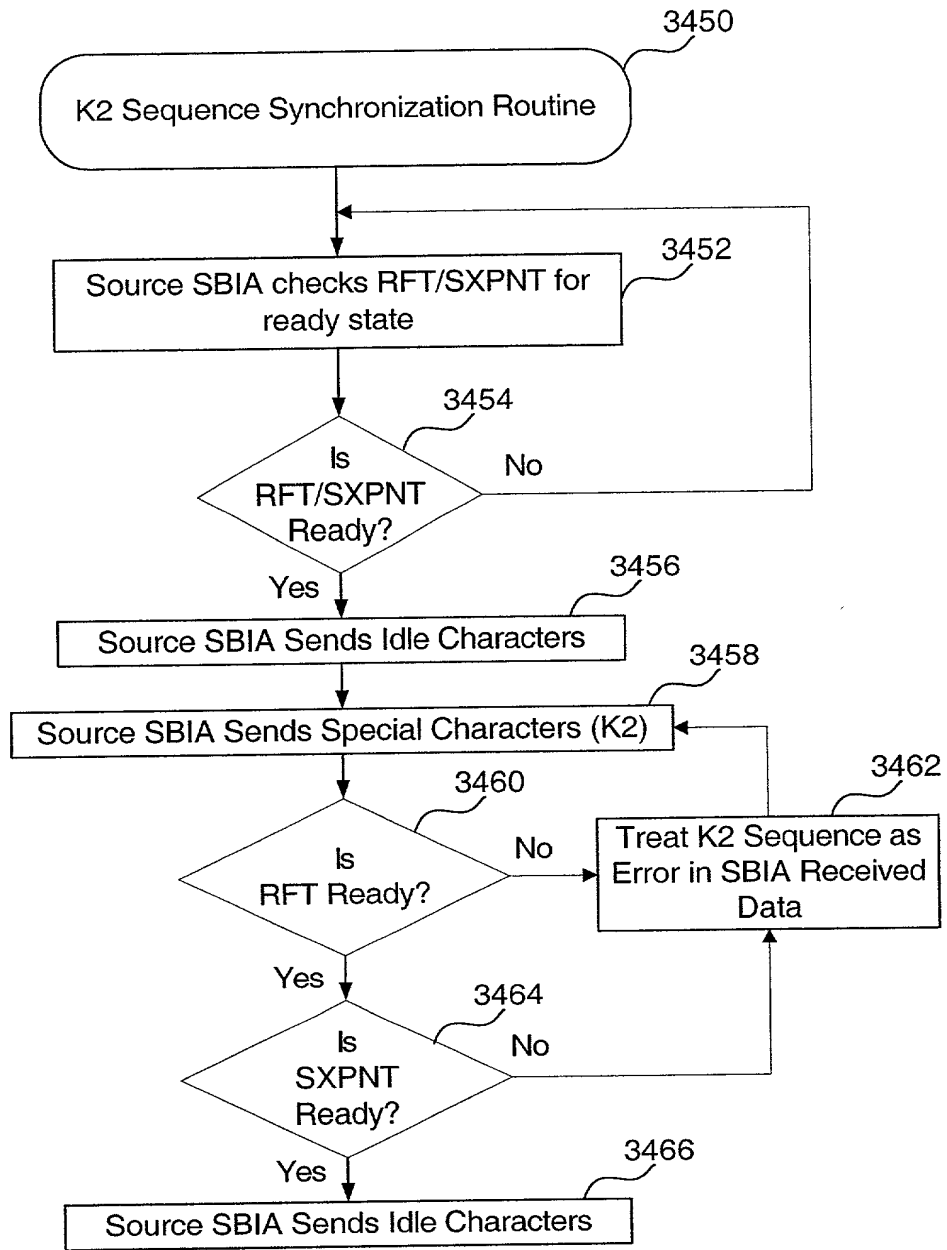 3450
K2 Sequence Synchronization Routine
3452
Source SBIA checks RFT/SXPNT for
ready state
3454
Is
RFT/SXPNT
Ready?
No
Yes
3456
Source SBIA Sends Idle Characters
3458
Source SBIA Sends Special Characters (K2)
3460
Is
RFT Ready?
No
3462
Treat K2 Sequence as
Error in SBIA Received
Data
Yes
3464
Is
SXPNT
Ready?
No
Yes
3466
Source SBIA Sends Idle Characters